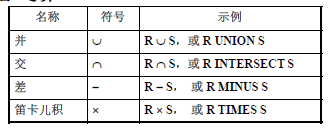 名称 符号 示例
并 ∪ R ∪ S，或 R UNION S
交 ∩ R ∩ S，或 R INTERSECT S
差 − R − S，或 R MINUS S
笛卡儿积 × R × S， 或 R TIMES S